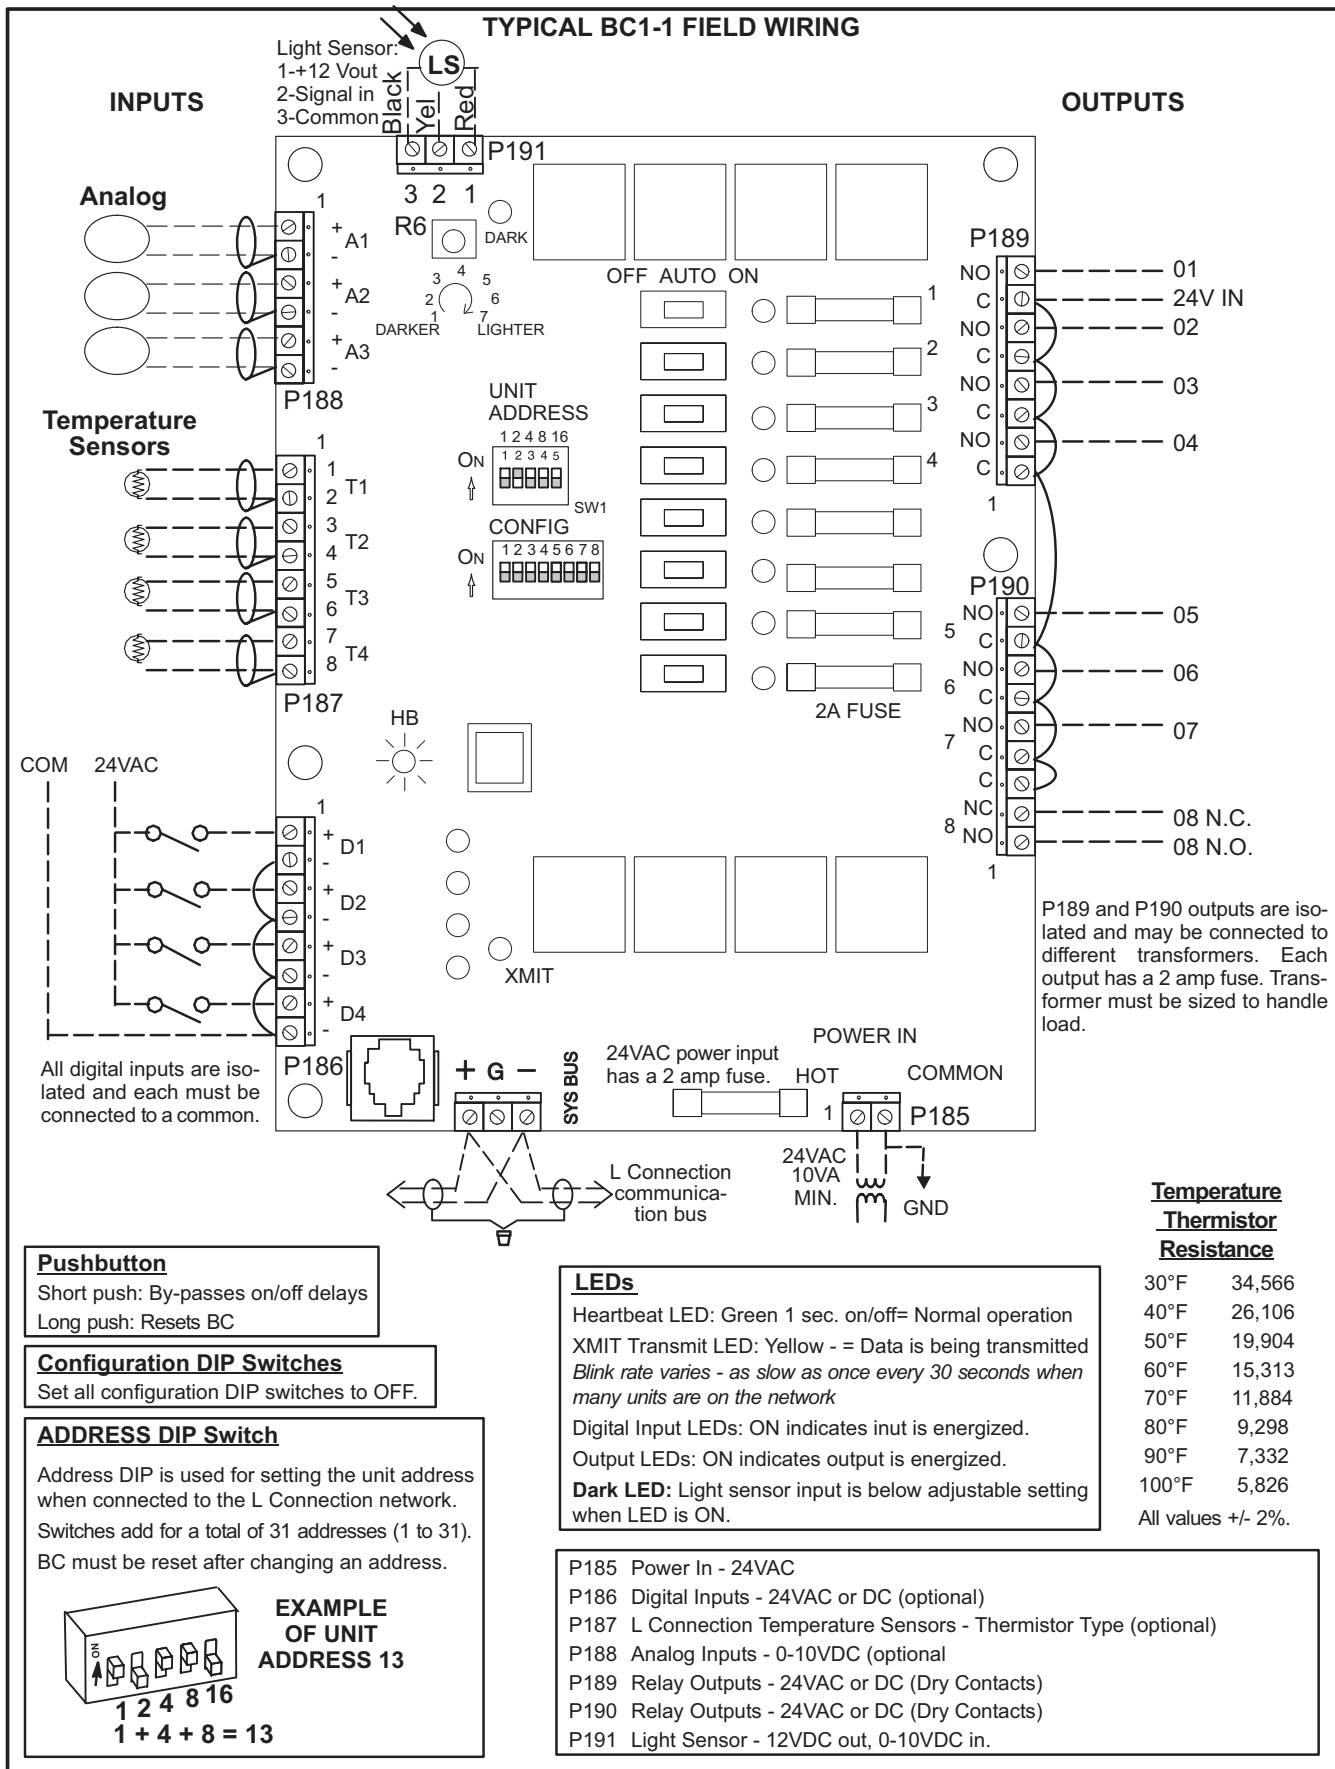 TYPICAL BC1-1 FIELD WIRING
Light Sensor:
1-+12 Vout
2-Signal in
3-Common
Black
Yel
Red
LS
INPUTS
OUTPUTS
P191
3 2 1
R6
DARK
1
2
3
4
5
6
7
DARKER
LIGHTER
Analog
1
+
A1
-
+
A2
-
+
A3
-
P188
Temperature
Sensors
1
1
T1
2
3
T2
4
5
T3
6
7
T4
8
P187
UNIT
ADDRESS
1 2 4 8 16
ON
1 2 3 4 5
SW1
CONFIG
ON
1 2 3 4 5 6 7 8
OFF AUTO ON
1
2
3
4
2A FUSE
P189
NO 01
C 24V IN
NO 02
C
NO 03
C
NO 04
C
1
P190
NO 05
5
C
NO 06
6
C
NO 07
7
C
C
NC 08 N.C.
8
NO 08 N.O.
1
P189 and P190 outputs are iso-
lated and may be connected to
different transformers. Each
output has a 2 amp fuse. Trans-
former must be sized to handle
load.
HB
COM 24VAC
1
+
D1
-
+
D2
-
+
D3
-
+
D4
-
P186
XMIT
All digital inputs are iso-
lated and each must be
connected to a common.
+ G −
SYS BUS
24VAC power input
has a 2 amp fuse.
POWER IN
HOT
COMMON
1
P185
L Connection
communica-
tion bus
24VAC
10VA
MIN.
GND
Temperature
Thermistor
Resistance
30°F 34,566
40°F 26,106
50°F 19,904
60°F 15,313
70°F 11,884
80°F 9,298
90°F 7,332
100°F 5,826
All values +/- 2%.
Pushbutton
Short push: By-passes on/off delays
Long push: Resets BC
Configuration DIP Switches
Set all configuration DIP switches to OFF.
ADDRESS DIP Switch
Address DIP is used for setting the unit address
when connected to the L Connection network.
Switches add for a total of 31 addresses (1 to 31).
BC must be reset after changing an address.
EXAMPLE
OF UNIT
ADDRESS 13
ON
1 2 4 8 16
1 + 4 + 8 = 13
LEDs
Heartbeat LED: Green 1 sec. on/off= Normal operation
XMIT Transmit LED: Yellow - = Data is being transmitted
Blink rate varies - as slow as once every 30 seconds when
many units are on the network
Digital Input LEDs: ON indicates inut is energized.
Output LEDs: ON indicates output is energized.
Dark LED: Light sensor input is below adjustable setting
when LED is ON.
P185 Power In - 24VAC
P186 Digital Inputs - 24VAC or DC (optional)
P187 L Connection Temperature Sensors - Thermistor Type (optional)
P188 Analog Inputs - 0-10VDC (optional
P189 Relay Outputs - 24VAC or DC (Dry Contacts)
P190 Relay Outputs - 24VAC or DC (Dry Contacts)
P191 Light Sensor - 12VDC out, 0-10VDC in.